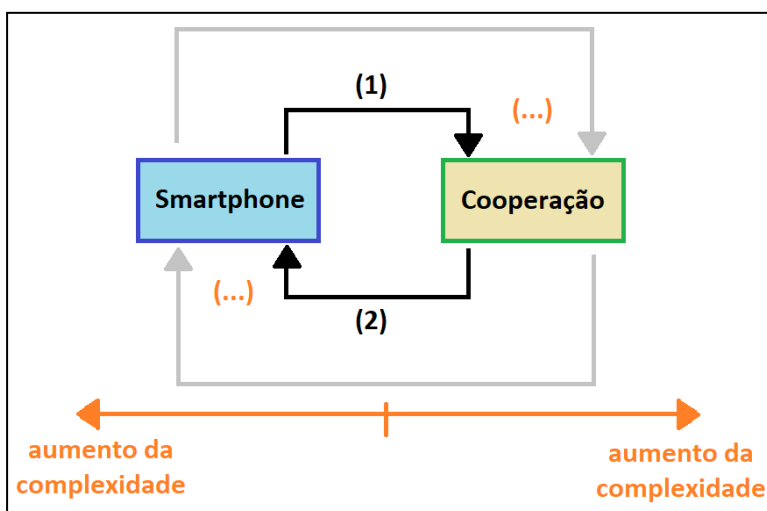 (1)
(...)
Smartphone
Cooperação
(...)
(2)
aumento da
complexidade
aumento da
complexidade